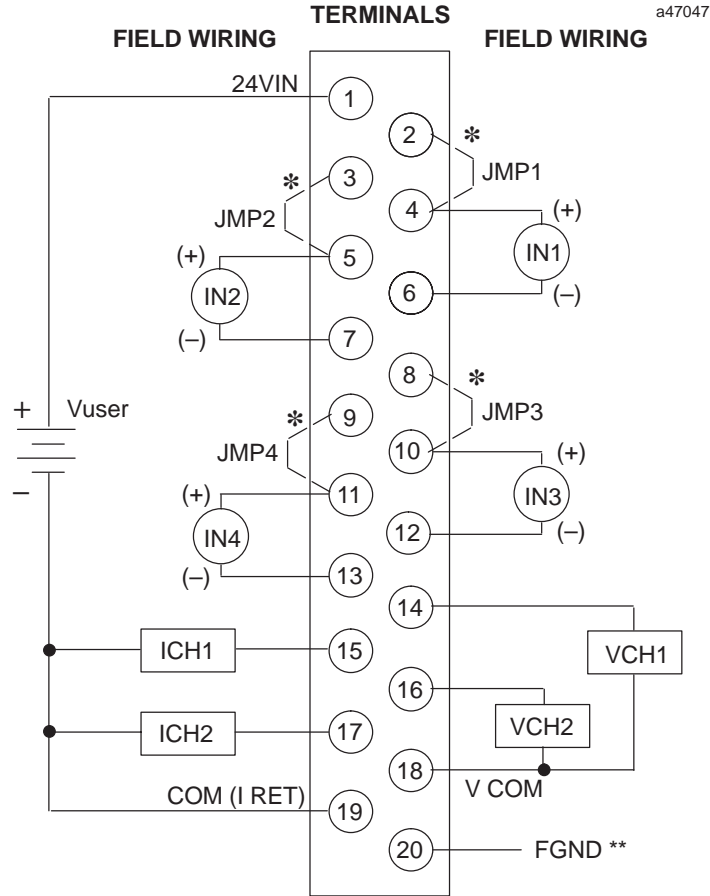 TERMINALS
a47047
FIELD WIRING
FIELD WIRING
24VIN
1
2
*
JMP1
*
3
JMP2
4
(+)
IN1
(–)
(+)
5
IN2
6
(–)
7
8
*
JMP3
+ Vuser
–
*
9
JMP4
10
(+)
IN3
(–)
(+)
11
IN4
12
(–)
13
14
VCH1
ICH1
15
16
VCH2
ICH2
17
18
V COM
COM (I RET)
19
20
FGND **